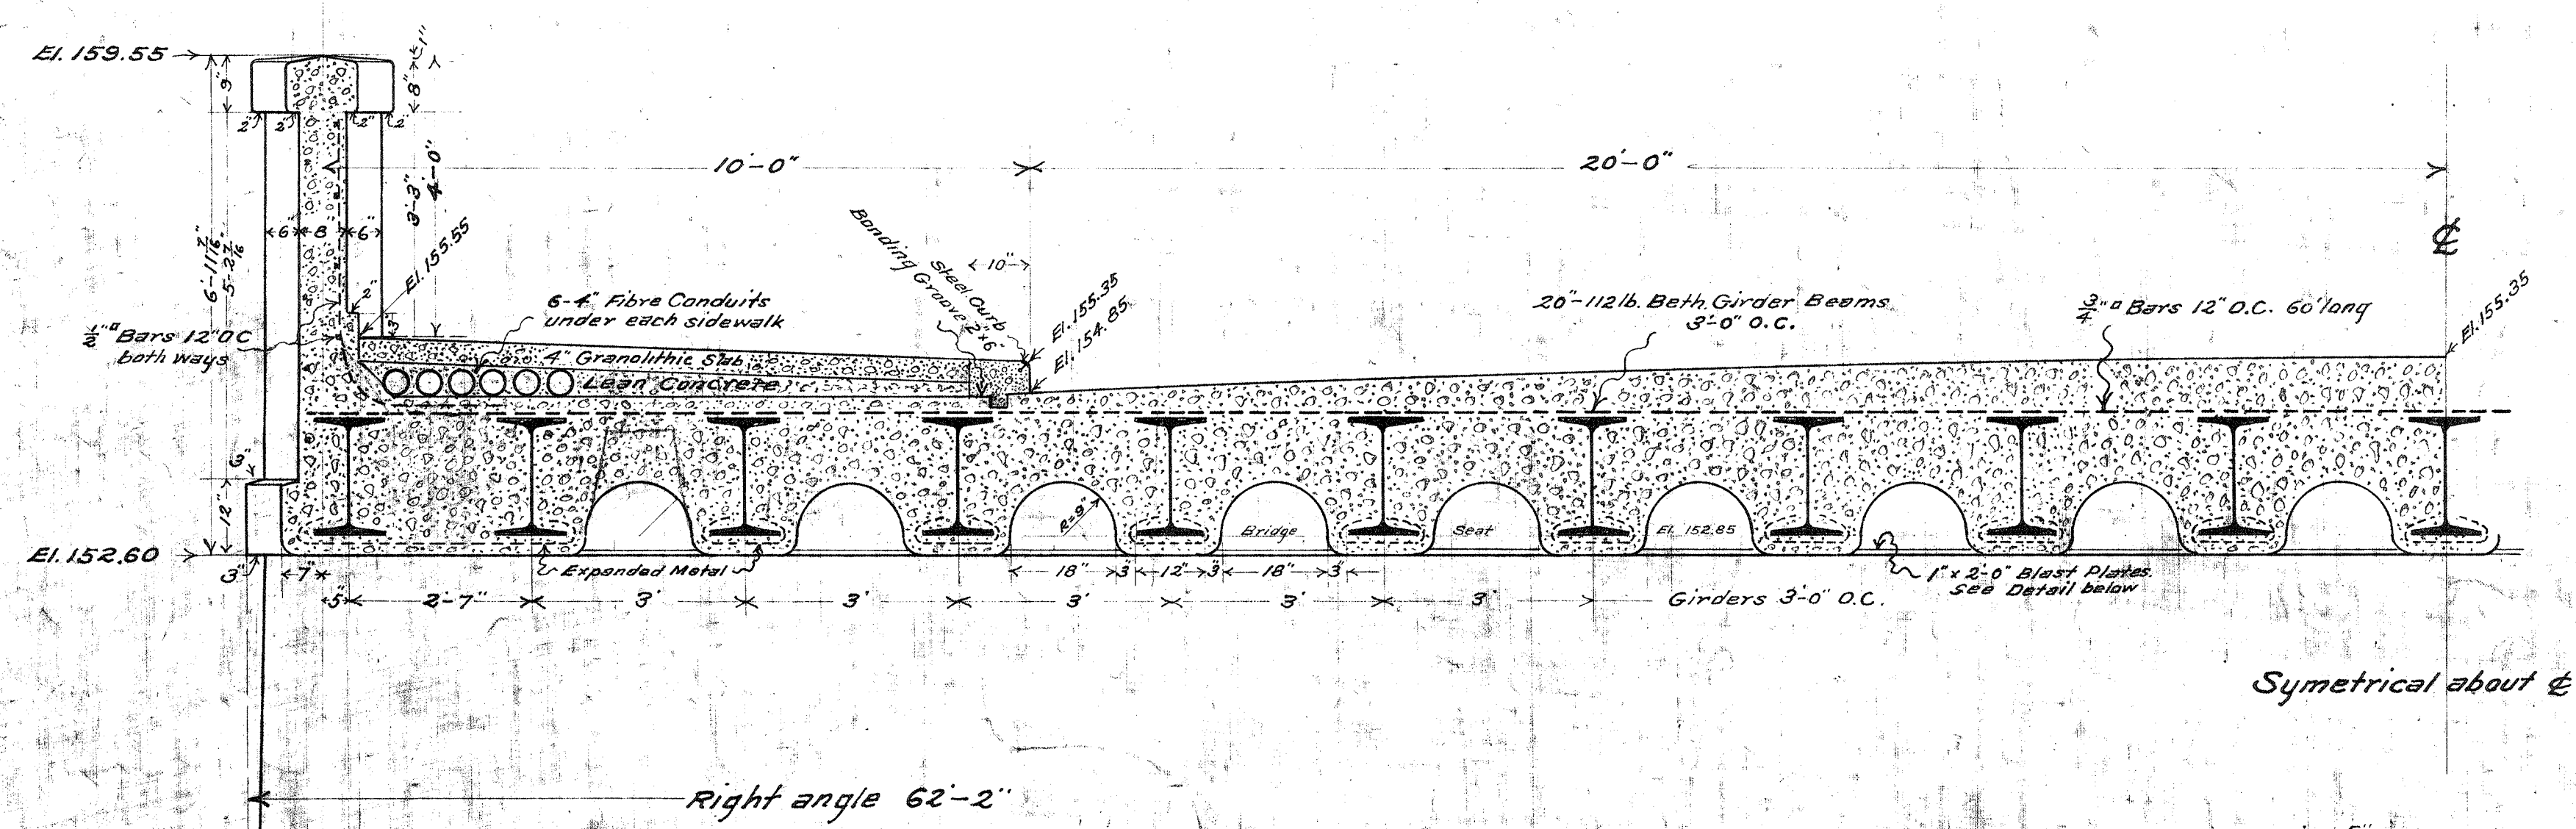 El. 159.55
9"
1"
8"
2"
2"
2"
2"
10'-0"
20'-0"
3'-3"
4'-0"
6"
8
6"
6'-11 7/16"
5'-2 7/16"
El. 155.55
2"
3"
Bonding Groove 2"x6"
Steel Curb
10"
El. 155.35
El. 154.85
℄
6-4" Fibre Conduits
under each sidewalk
20"-112 lb. Beth. Girder Beams
3'-0" O.C.
3/4"▫ Bars 12" O.C. 60' long
El. 155.35
1/2"▫ Bars 12" O.C
both ways
4" Granolithic Slab
Lean Concrete
3"
12"
R=9"
Bridge
Seat
El. 152.85
El. 152.60
3"
7"
Expanded Metal
18"
3"
12"
3"
18"
3"
1" x 2'-0" Blast Plates
See Detail below
5"
2'-7"
3'
3'
3'
3'
3'
Girders 3'-0" O.C.
Symetrical about ℄
Right angle 62'-2"